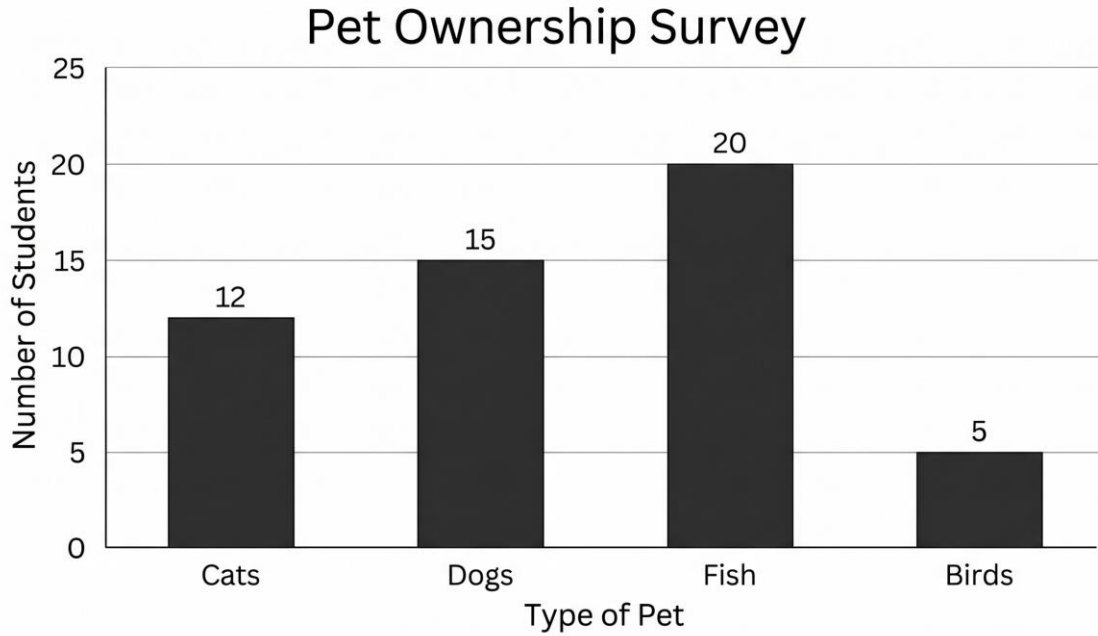 Pet Ownership Survey
25
20
15
10
5
0
Number of Students
12
15
20
5
Cats
Dogs
Fish
Birds
Type of Pet